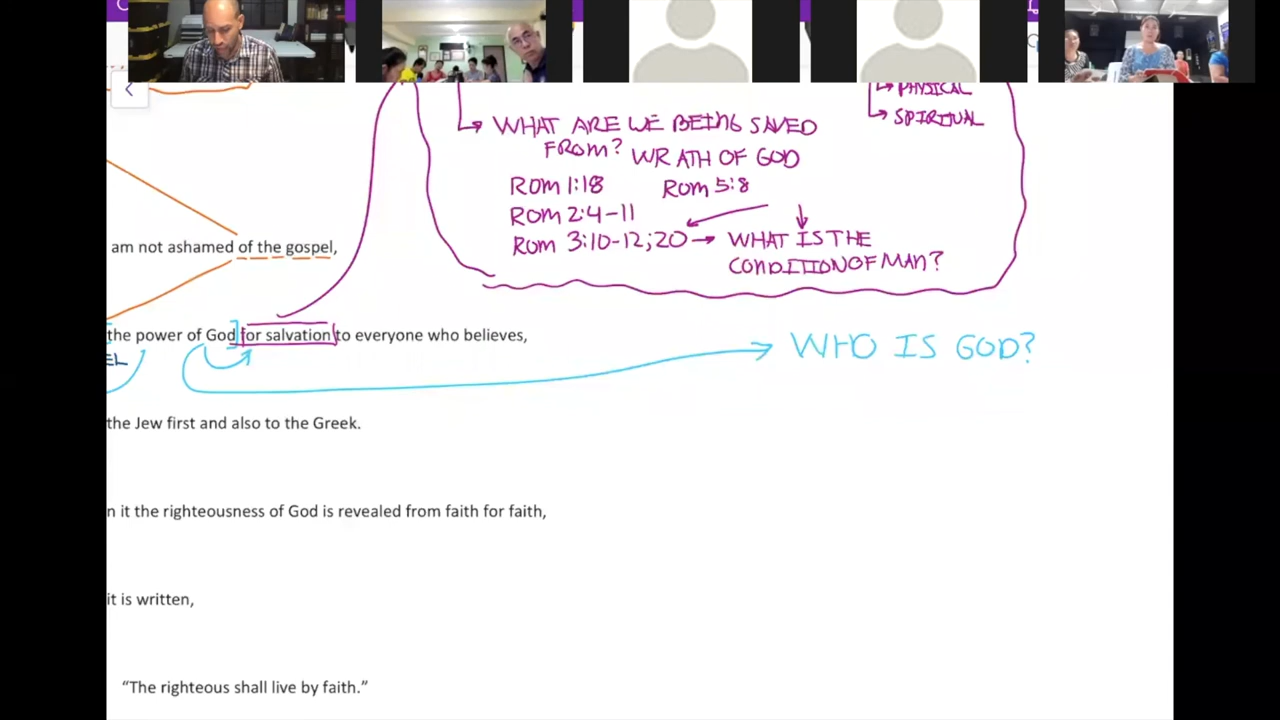 PHYSICAL
SPIRITUAL
WHAT ARE WE BEING SAVED
FROM? WRATH OF GOD
Rom 1:18 Rom 5:8
Rom 2:4-11
Rom 3:10-12;20 → WHAT IS THE
CONDITION OF MAN?
am not ashamed of the gospel,
the power of God] for salvation to everyone who believes,
WHO IS GOD?
EL
the Jew first and also to the Greek.
n it the righteousness of God is revealed from faith for faith,
it is written,
“The righteous shall live by faith.”